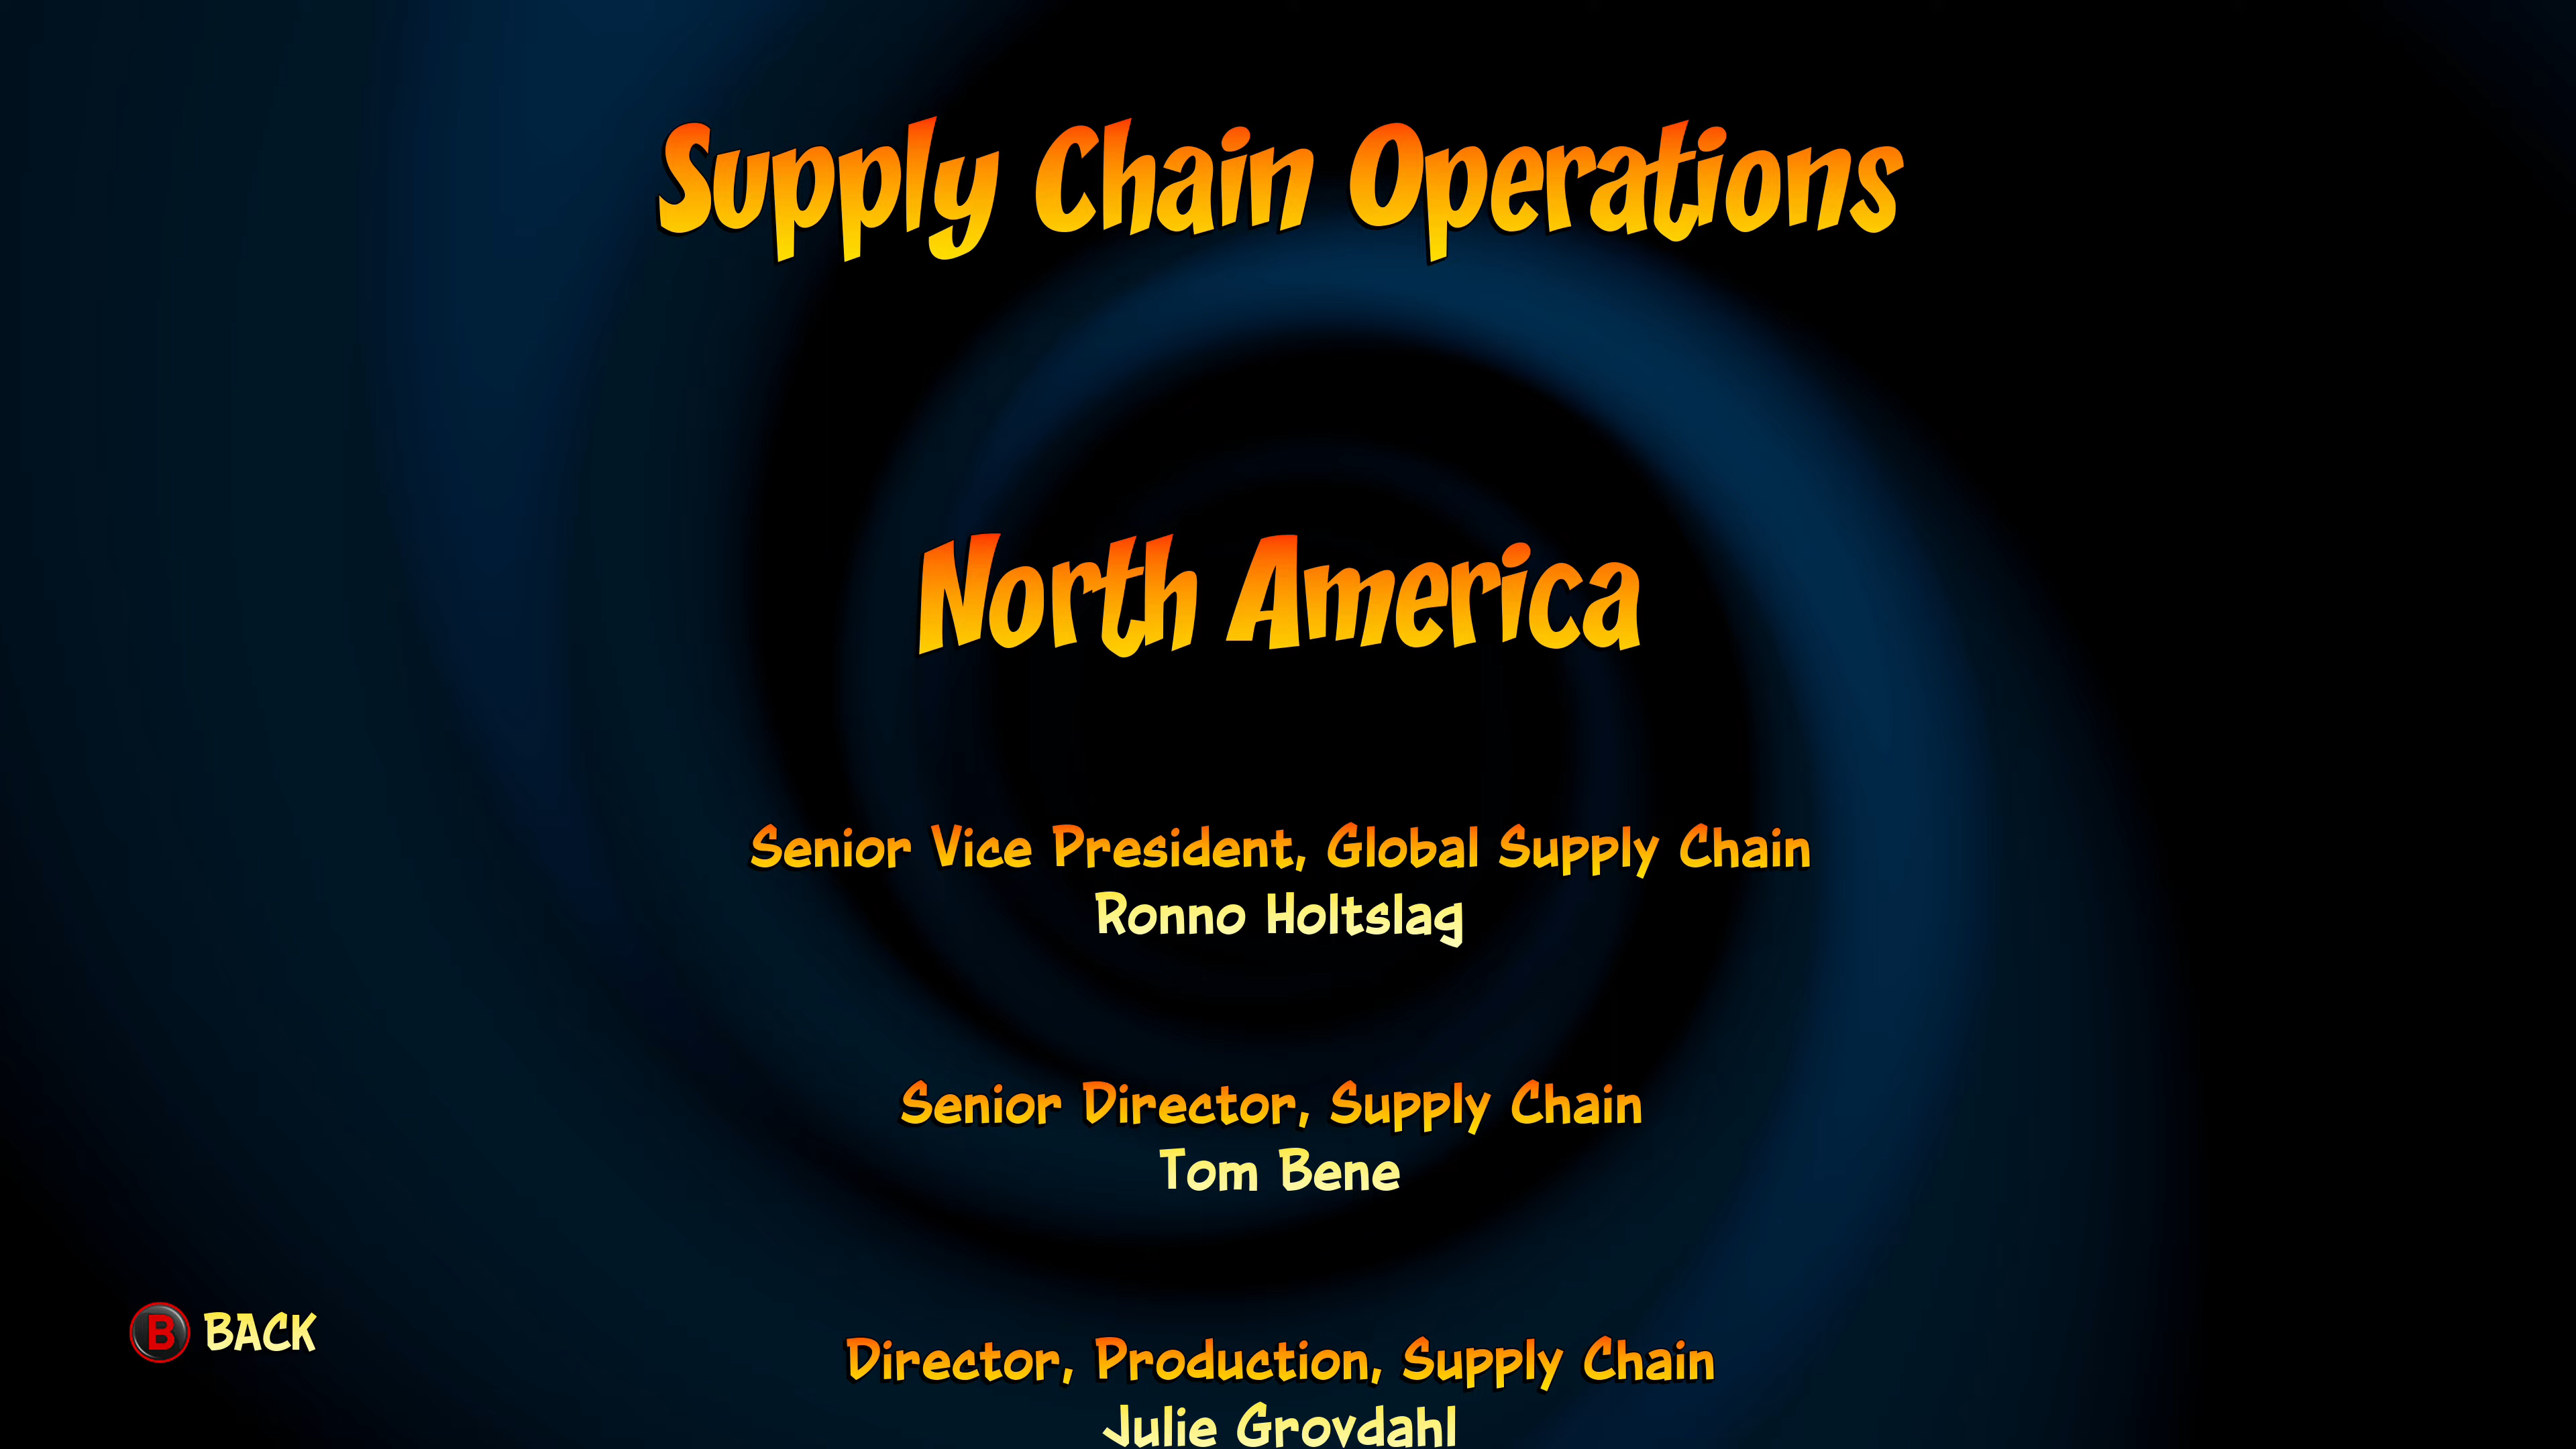 Supply Chain Operations
North America
Senior Vice President, Global Supply Chain
Ronno Holtslag
Senior Director, Supply Chain
Tom Bene
Director, Production, Supply Chain
Julie Grovdahl
B BACK